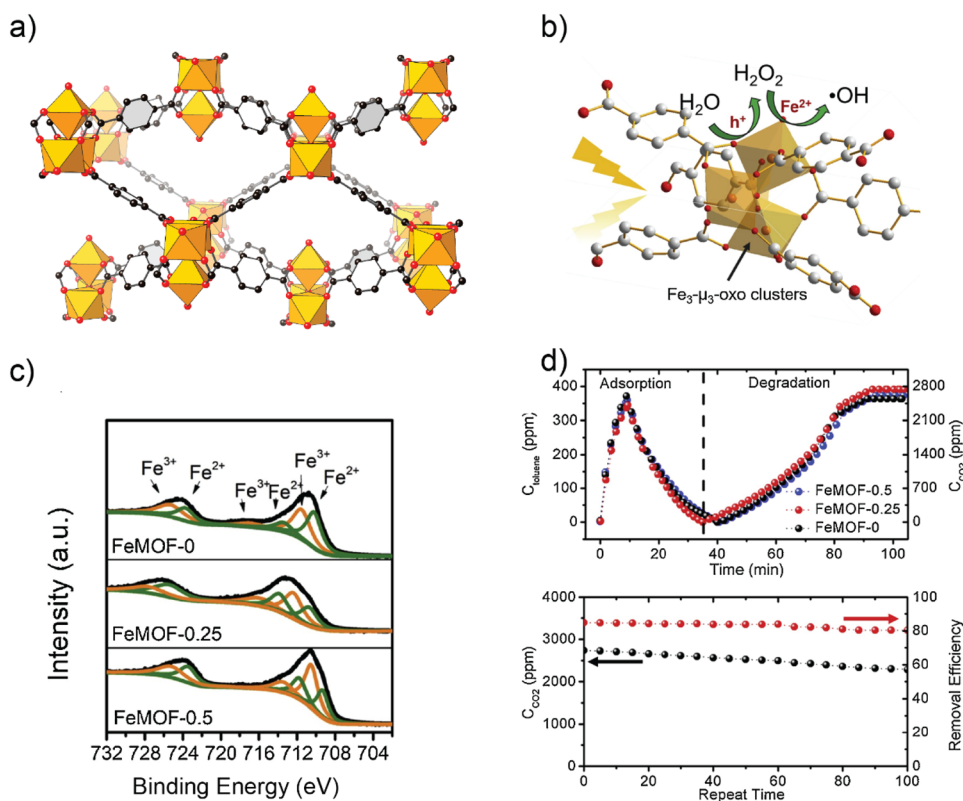 a)
b)
H₂O₂
H₂O
Fe²⁺
•OH
h⁺
Fe₃-μ₃-oxo clusters
c)
Fe³⁺
Fe²⁺
Fe³⁺
Fe²⁺
Fe³⁺
Fe²⁺
FeMOF-0
FeMOF-0.25
FeMOF-0.5
Intensity (a.u.)
732 728 724 720 716 712 708 704
Binding Energy (eV)
d)
Adsorption
Degradation
400
300
200
100
0
C toluene (ppm)
2800
2100
1400
700
0
C CO2 (ppm)
FeMOF-0.5
FeMOF-0.25
FeMOF-0
0 20 40 60 80 100
Time (min)
4000
3000
2000
1000
0
C CO2 (ppm)
100
80
60
40
20
0
Removal Efficiency
0 20 40 60 80 100
Repeat Time